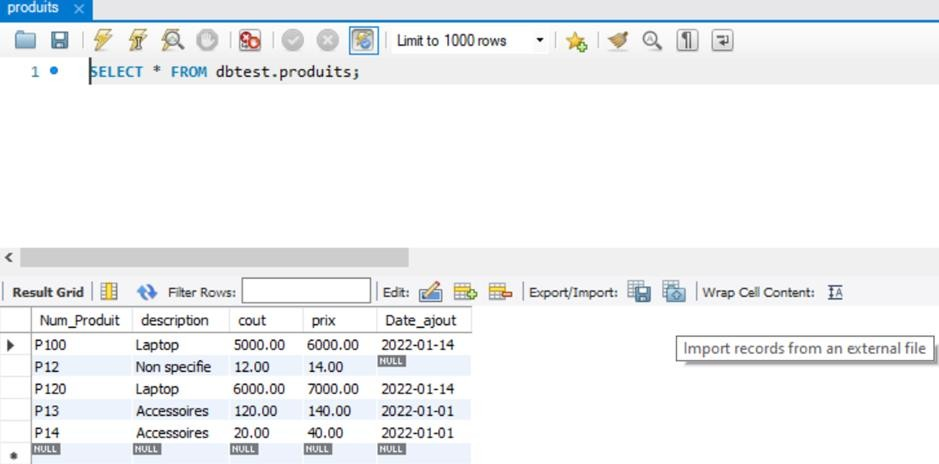 produits
Limit to 1000 rows
1 SELECT * FROM dbtest.produits;
Result Grid Filter Rows: Edit: Export/Import: Wrap Cell Content: IA
Num_Produit description cout prix Date_ajout
P100 Laptop 5000.00 6000.00 2022-01-14
P12 Non specifie 12.00 14.00 NULL
P120 Laptop 6000.00 7000.00 2022-01-14
P13 Accessoires 120.00 140.00 2022-01-01
P14 Accessoires 20.00 40.00 2022-01-01
NULL NULL NULL NULL NULL
Import records from an external file